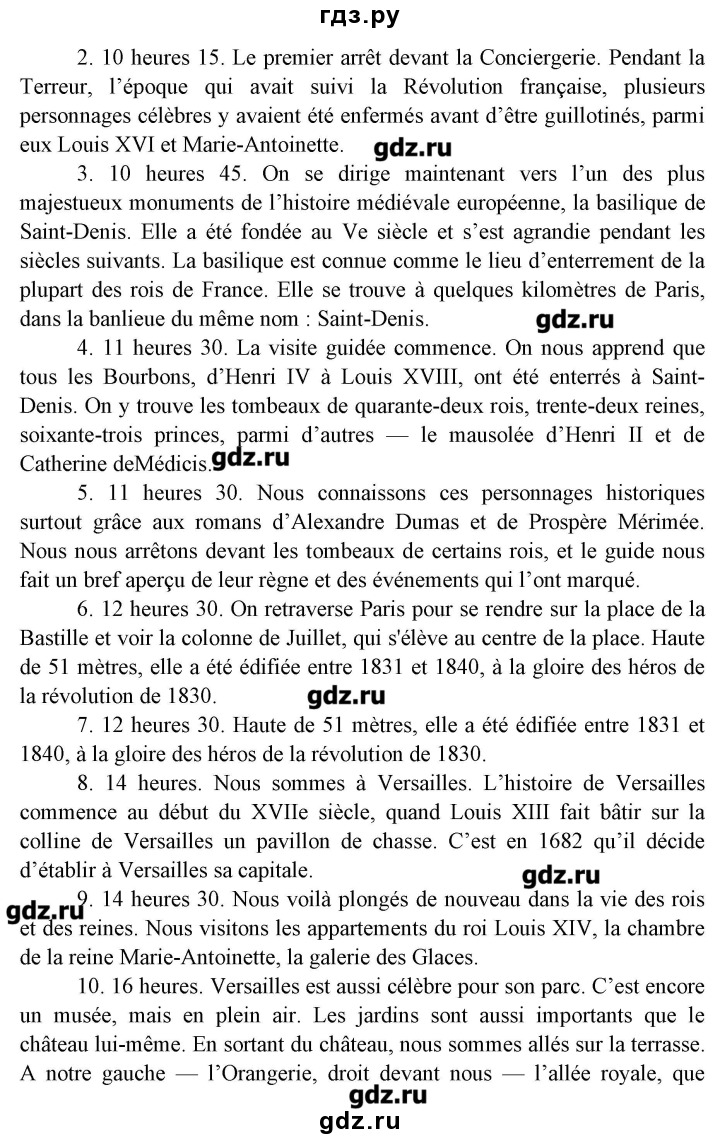 гдз.ру
2. 10 heures 15. Le premier arrêt devant la Conciergerie. Pendant la
Terreur, l’époque qui avait suivi la Révolution française, plusieurs
personnages célèbres y avaient été enfermés avant d’être guillotinés, parmi
eux Louis XVI et Marie-Antoinette.
gdz.ru
3. 10 heures 45. On se dirige maintenant vers l’un des plus
majestueux monuments de l’histoire médiévale européenne, la basilique de
Saint-Denis. Elle a été fondée au Ve siècle et s’est agrandie pendant les
siècles suivants. La basilique est connue comme le lieu d’enterrement de la
plupart des rois de France. Elle se trouve à quelques kilomètres de Paris,
dans la banlieue du même nom : Saint-Denis.
gdz.ru
4. 11 heures 30. La visite guidée commence. On nous apprend que
tous les Bourbons, d’Henri IV à Louis XVIII, ont été enterrés à Saint-
Denis. On y trouve les tombeaux de quarante-deux rois, trente-deux reines,
soixante-trois princes, parmi d’autres — le mausolée d’Henri II et de
Catherine deMédicis.
gdz.ru
5. 11 heures 30. Nous connaissons ces personnages historiques
surtout grâce aux romans d’Alexandre Dumas et de Prospère Mérimée.
Nous nous arrêtons devant les tombeaux de certains rois, et le guide nous
fait un bref aperçu de leur règne et des événements qui l’ont marqué.
6. 12 heures 30. On retraverse Paris pour se rendre sur la place de la
Bastille et voir la colonne de Juillet, qui s'élève au centre de la place. Haute
de 51 mètres, elle a été édifiée entre 1831 et 1840, à la gloire des héros de
la révolution de 1830.
gdz.ru
7. 12 heures 30. Haute de 51 mètres, elle a été édifiée entre 1831 et
1840, à la gloire des héros de la révolution de 1830.
8. 14 heures. Nous sommes à Versailles. L’histoire de Versailles
commence au début du XVIIe siècle, quand Louis XIII fait bâtir sur la
colline de Versailles un pavillon de chasse. C’est en 1682 qu’il décide
d’établir à Versailles sa capitale.
gdz.ru
9. 14 heures 30. Nous voilà plongés de nouveau dans la vie des rois
gdz.ru
et des reines. Nous visitons les appartements du roi Louis XIV, la chambre
de la reine Marie-Antoinette, la galerie des Glaces.
10. 16 heures. Versailles est aussi célèbre pour son parc. C’est encore
un musée, mais en plein air. Les jardins sont aussi importants que le
château lui-même. En sortant du château, nous sommes allés sur la terrasse.
A notre gauche — l’Orangerie, droit devant nous — l’allée royale, que
gdz.ru
gdz.ru